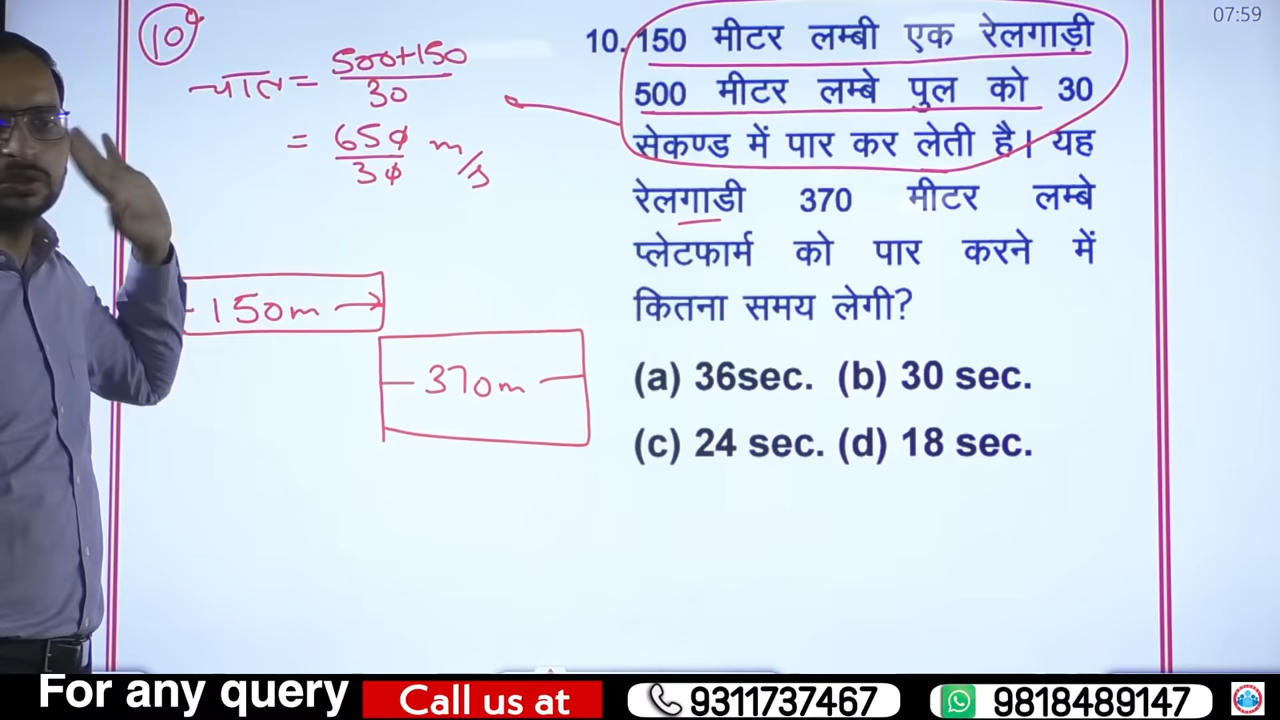 07:59
10
चाल = 500+150
30
= 650 m/s
30
150m
370m
10. 150 मीटर लम्बी एक रेलगाड़ी
500 मीटर लम्बे पुल को 30
सेकण्ड में पार कर लेती है। यह
रेलगाडी 370 मीटर लम्बे
प्लेटफार्म को पार करने में
कितना समय लेगी?
(a) 36sec. (b) 30 sec.
(c) 24 sec. (d) 18 sec.
For any query Call us at 9311737467 9818489147